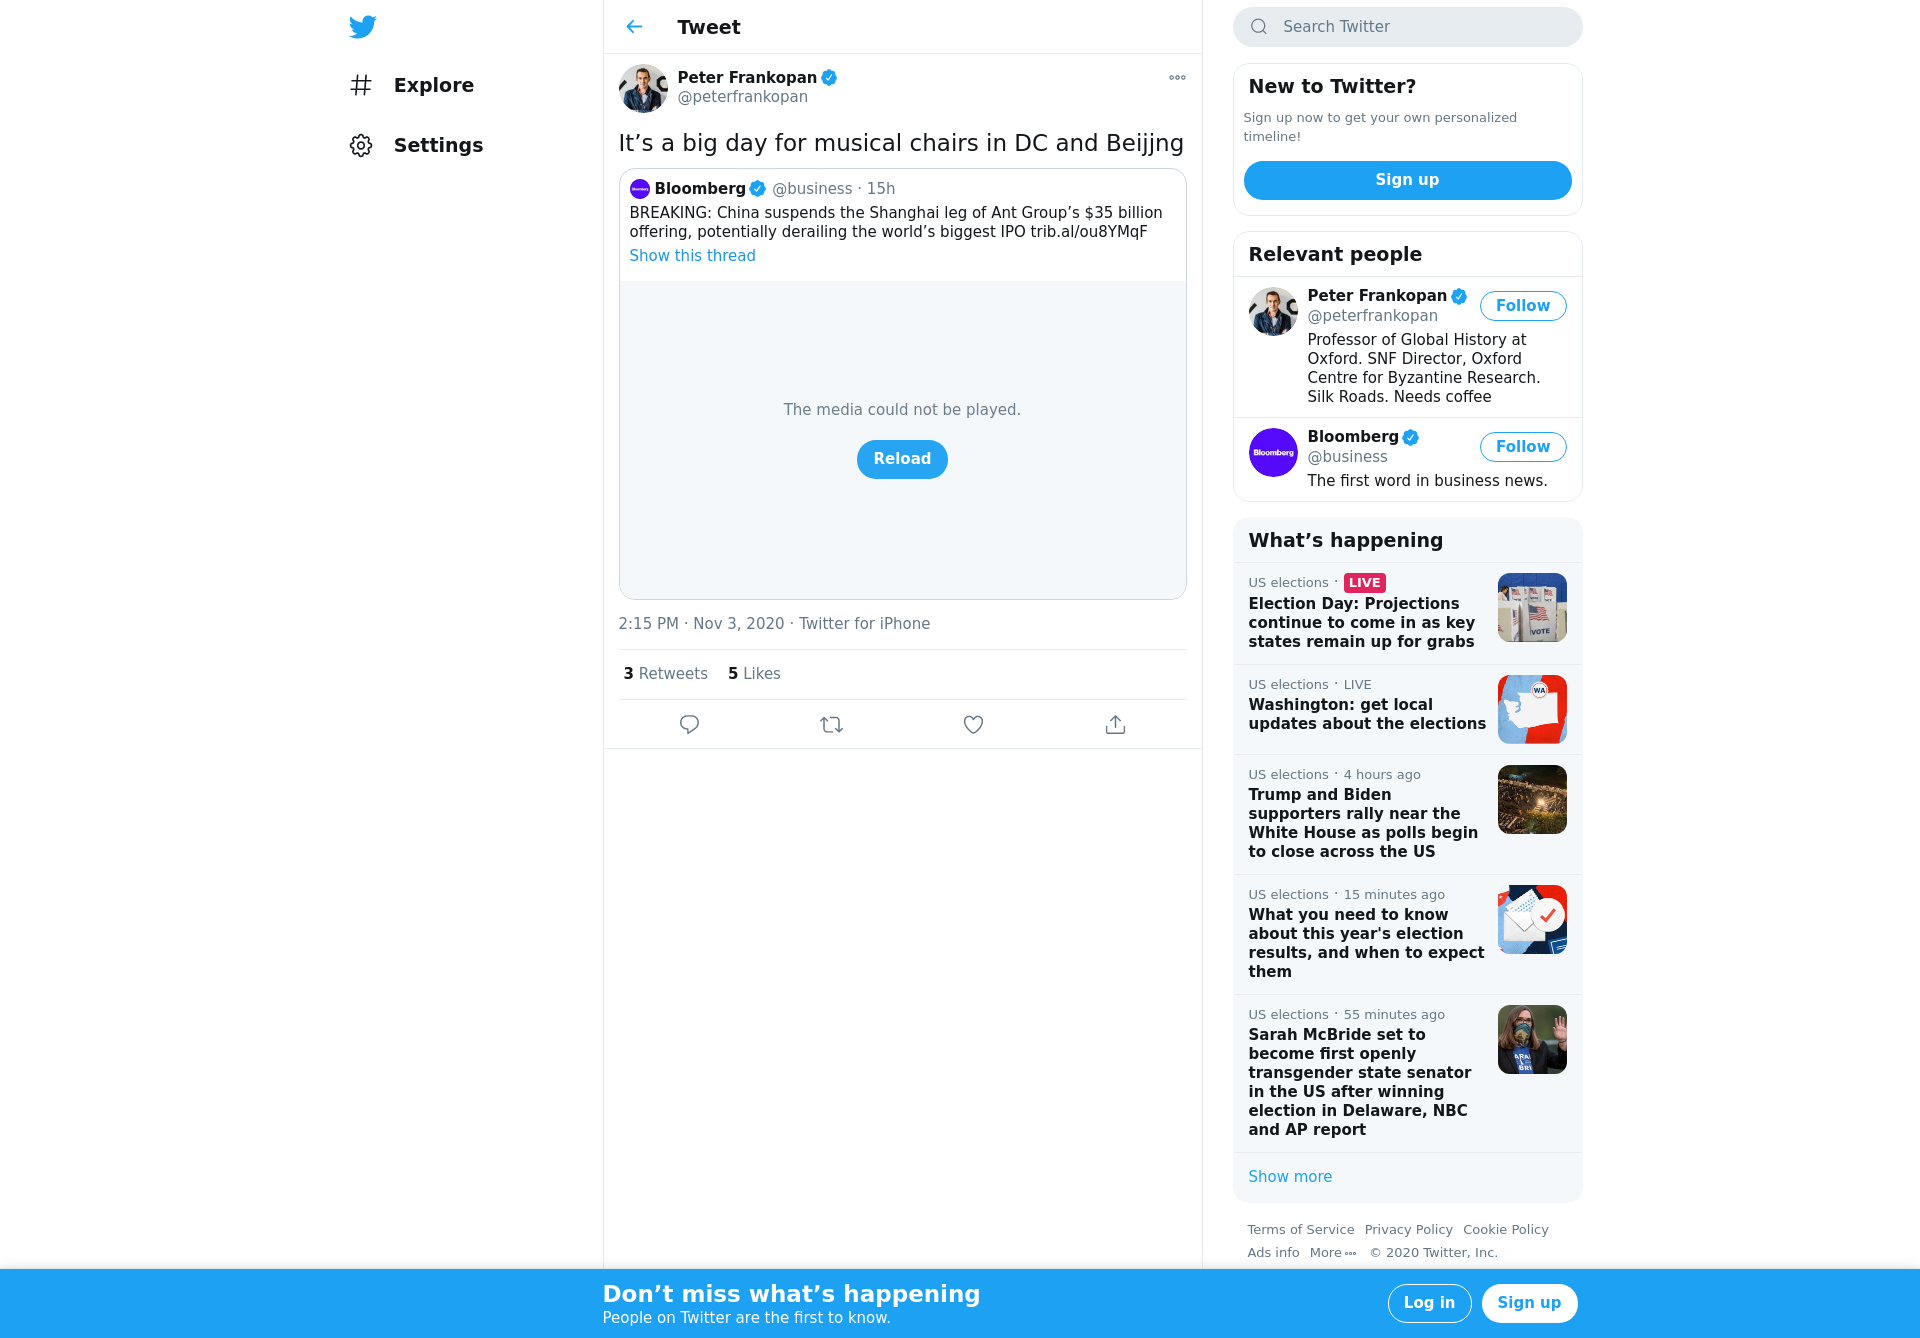 Explore
Settings
Tweet
Peter Frankopan
@peterfrankopan
It’s a big day for musical chairs in DC and Beijjng
Bloomberg @business · 15h
BREAKING: China suspends the Shanghai leg of Ant Group’s $35 billion
offering, potentially derailing the world’s biggest IPO trib.al/ou8YMqF
Show this thread
The media could not be played.
Reload
2:15 PM · Nov 3, 2020 · Twitter for iPhone
3 Retweets 5 Likes
Search Twitter
New to Twitter?
Sign up now to get your own personalized
timeline!
Sign up
Relevant people
Peter Frankopan
@peterfrankopan
Follow
Professor of Global History at
Oxford. SNF Director, Oxford
Centre for Byzantine Research.
Silk Roads. Needs coffee
Bloomberg
Bloomberg
@business
Follow
The first word in business news.
What’s happening
US elections · LIVE
Election Day: Projections
continue to come in as key
states remain up for grabs
VOTE
US elections · LIVE
Washington: get local
updates about the elections
WA
US elections · 4 hours ago
Trump and Biden
supporters rally near the
White House as polls begin
to close across the US
US elections · 15 minutes ago
What you need to know
about this year's election
results, and when to expect
them
US elections · 55 minutes ago
Sarah McBride set to
become first openly
transgender state senator
in the US after winning
election in Delaware, NBC
and AP report
Show more
Terms of Service Privacy Policy Cookie Policy
Ads info More © 2020 Twitter, Inc.
Don’t miss what’s happening
People on Twitter are the first to know.
Log in
Sign up